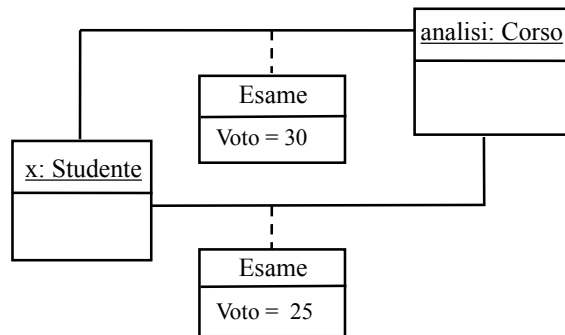 analisi: Corso
Esame
Voto = 30
x: Studente
Esame
Voto = 25